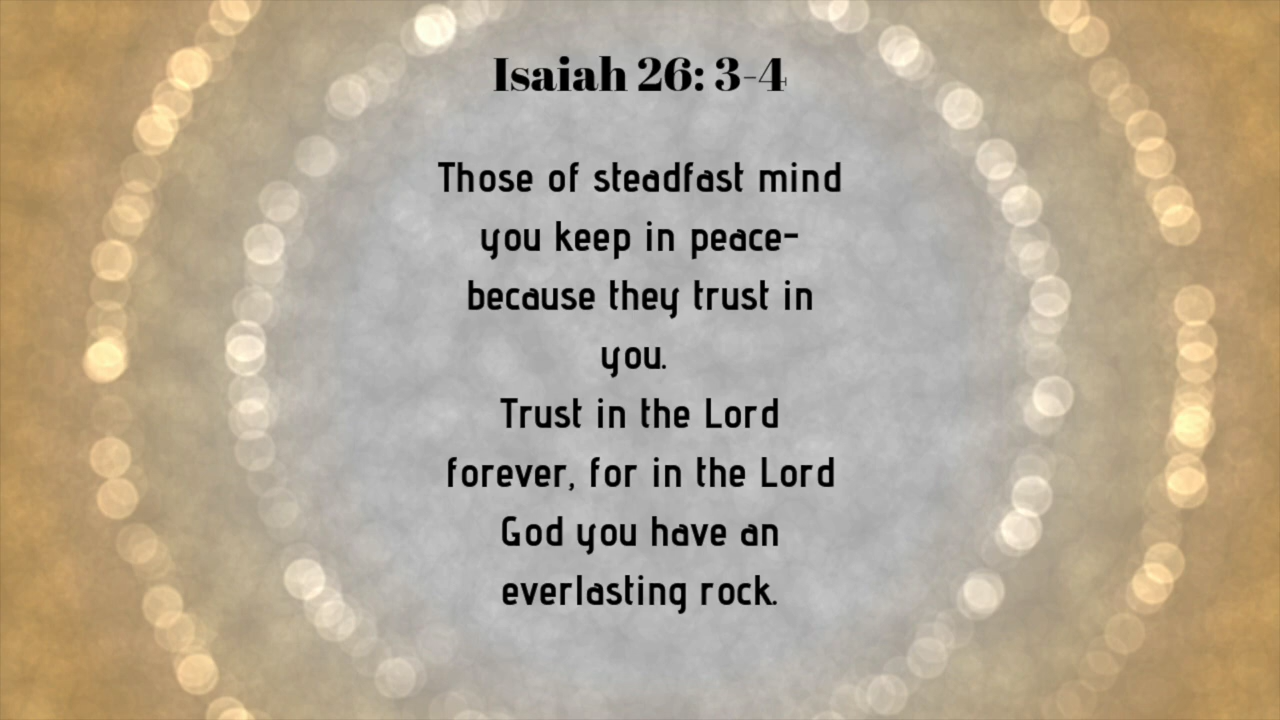 Isaiah 26: 3-4
Those of steadfast mind
you keep in peace-
because they trust in
you.
Trust in the Lord
forever, for in the Lord
God you have an
everlasting rock.